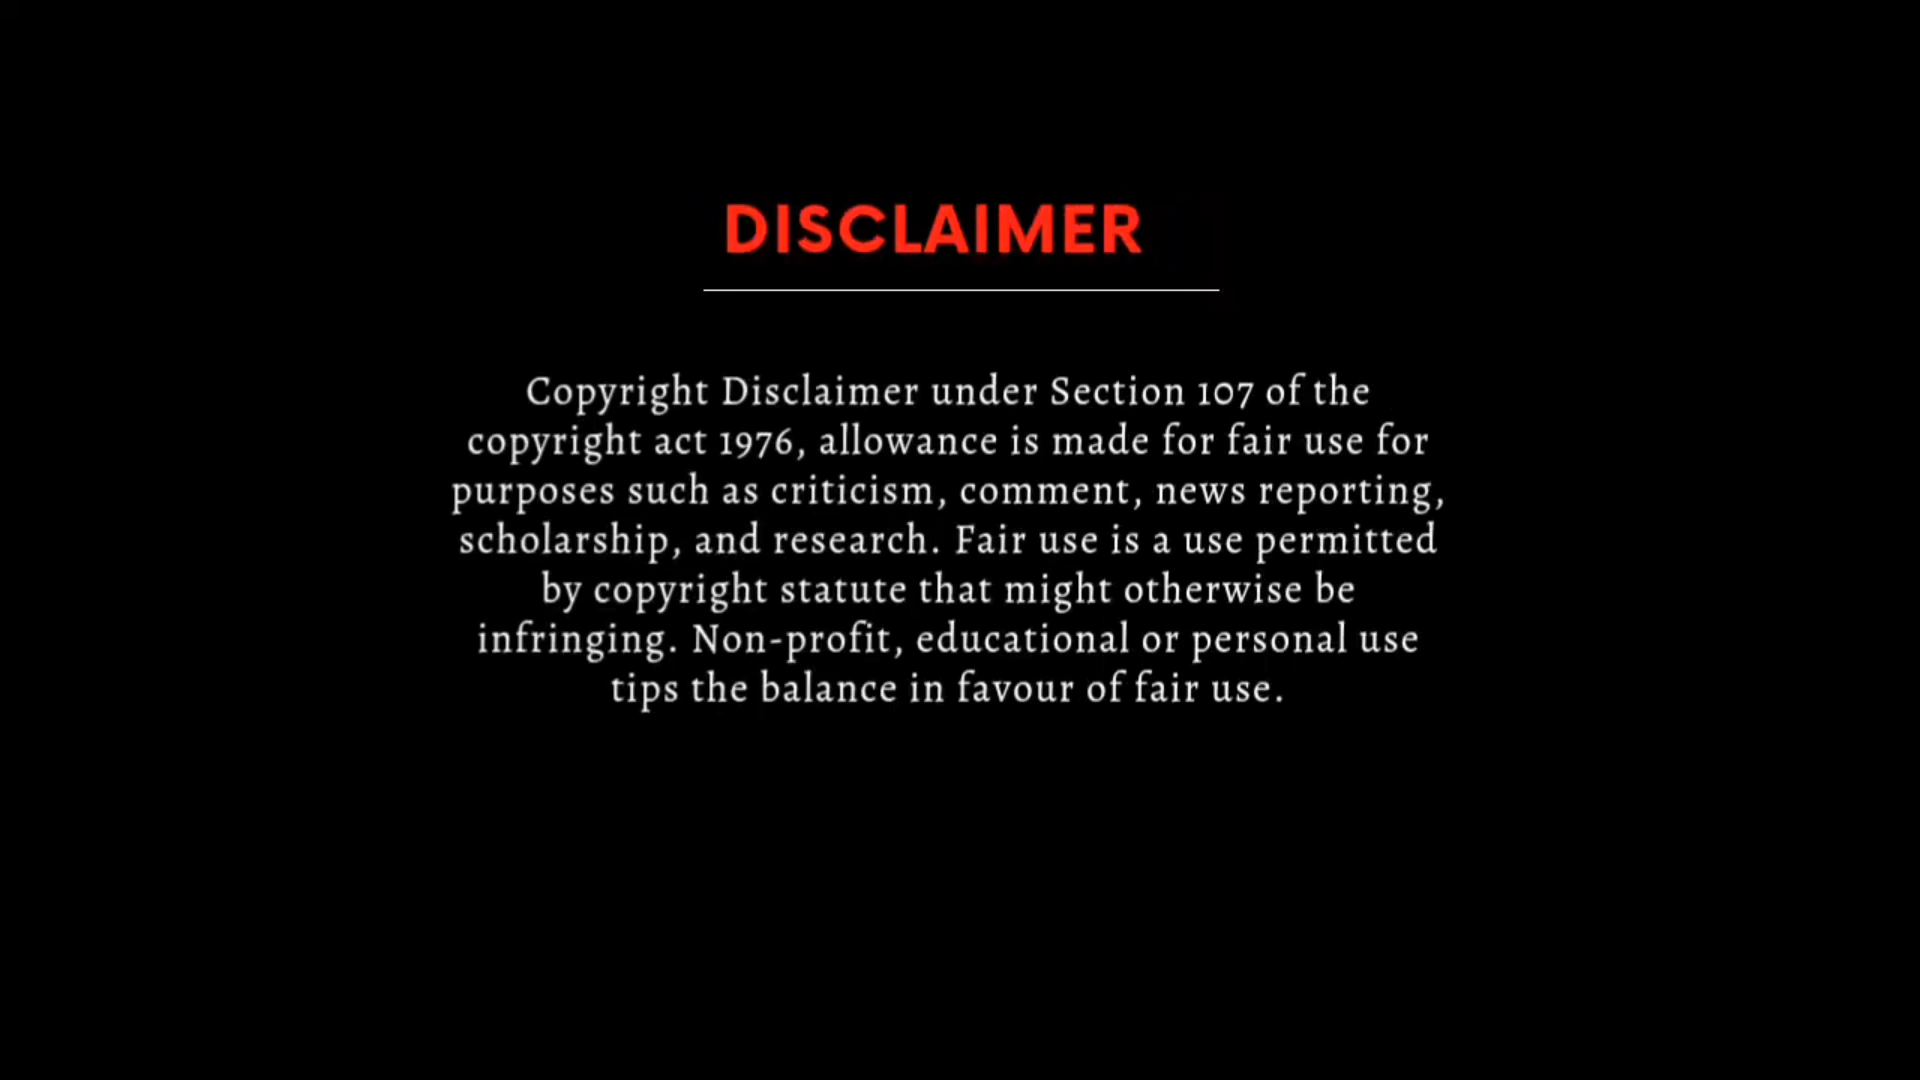 DISCLAIMER
Copyright Disclaimer under Section 107 of the
copyright act 1976, allowance is made for fair use for
purposes such as criticism, comment, news reporting,
scholarship, and research. Fair use is a use permitted
by copyright statute that might otherwise be
infringing. Non-profit, educational or personal use
tips the balance in favour of fair use.